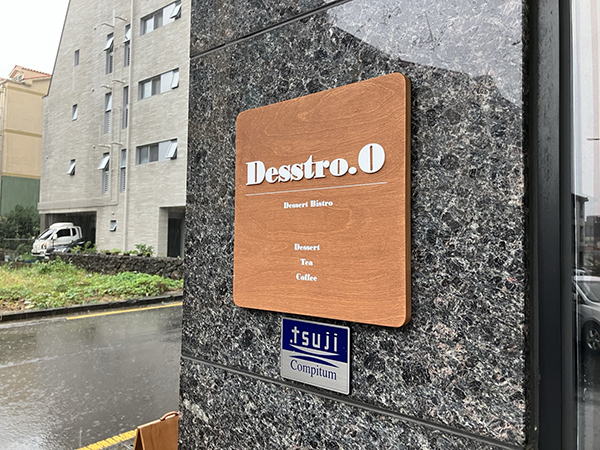 Desstro.O
Dessert Bistro
Dessert
Tea
Coffee
tsuji
Compitum